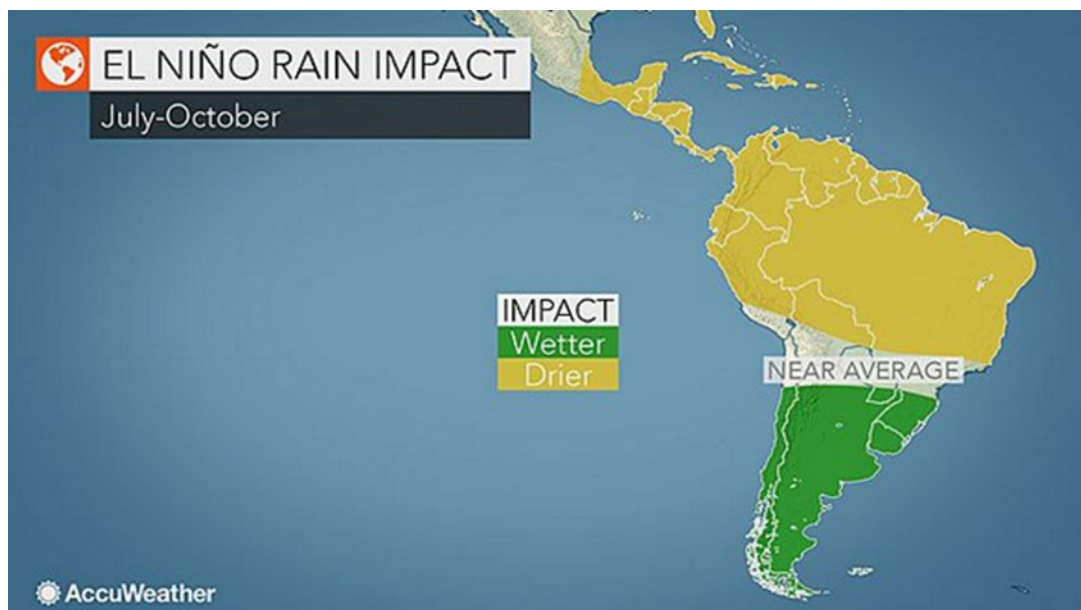 EL NIÑO RAIN IMPACT
July-October
IMPACT
Wetter
Drier
NEAR AVERAGE
AccuWeather